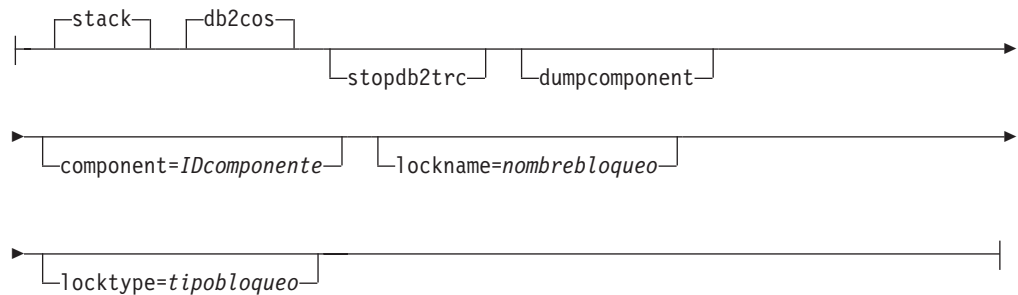 stack db2cos
stopdb2trc dumpcomponent
component=IDcomponente lockname=nombrebloqueo
locktype=tipobloqueo